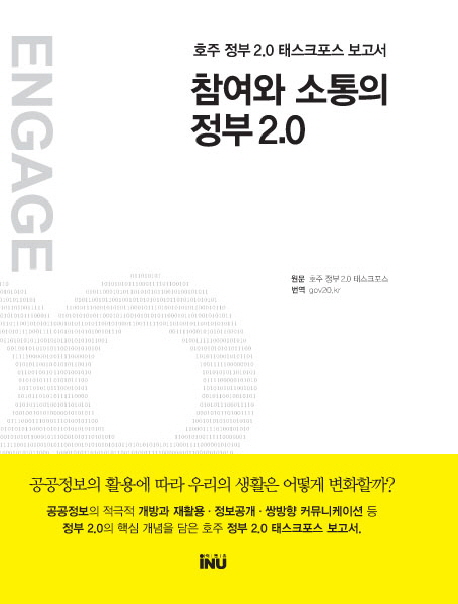 ENGAGE
호주 정부 2.0 태스크포스 보고서
참여와 소통의
정부 2.0
원문 호주 정부 2.0 태스크포스
번역 gov20.kr
공공정보의 활용에 따라 우리의 생활은 어떻게 변화할까?
공공정보의 적극적 개방과 재활용 · 정보공개 · 쌍방향 커뮤니케이션 등
정부 2.0의 핵심 개념을 담은 호주 정부 2.0 태스크포스 보고서.
iNU